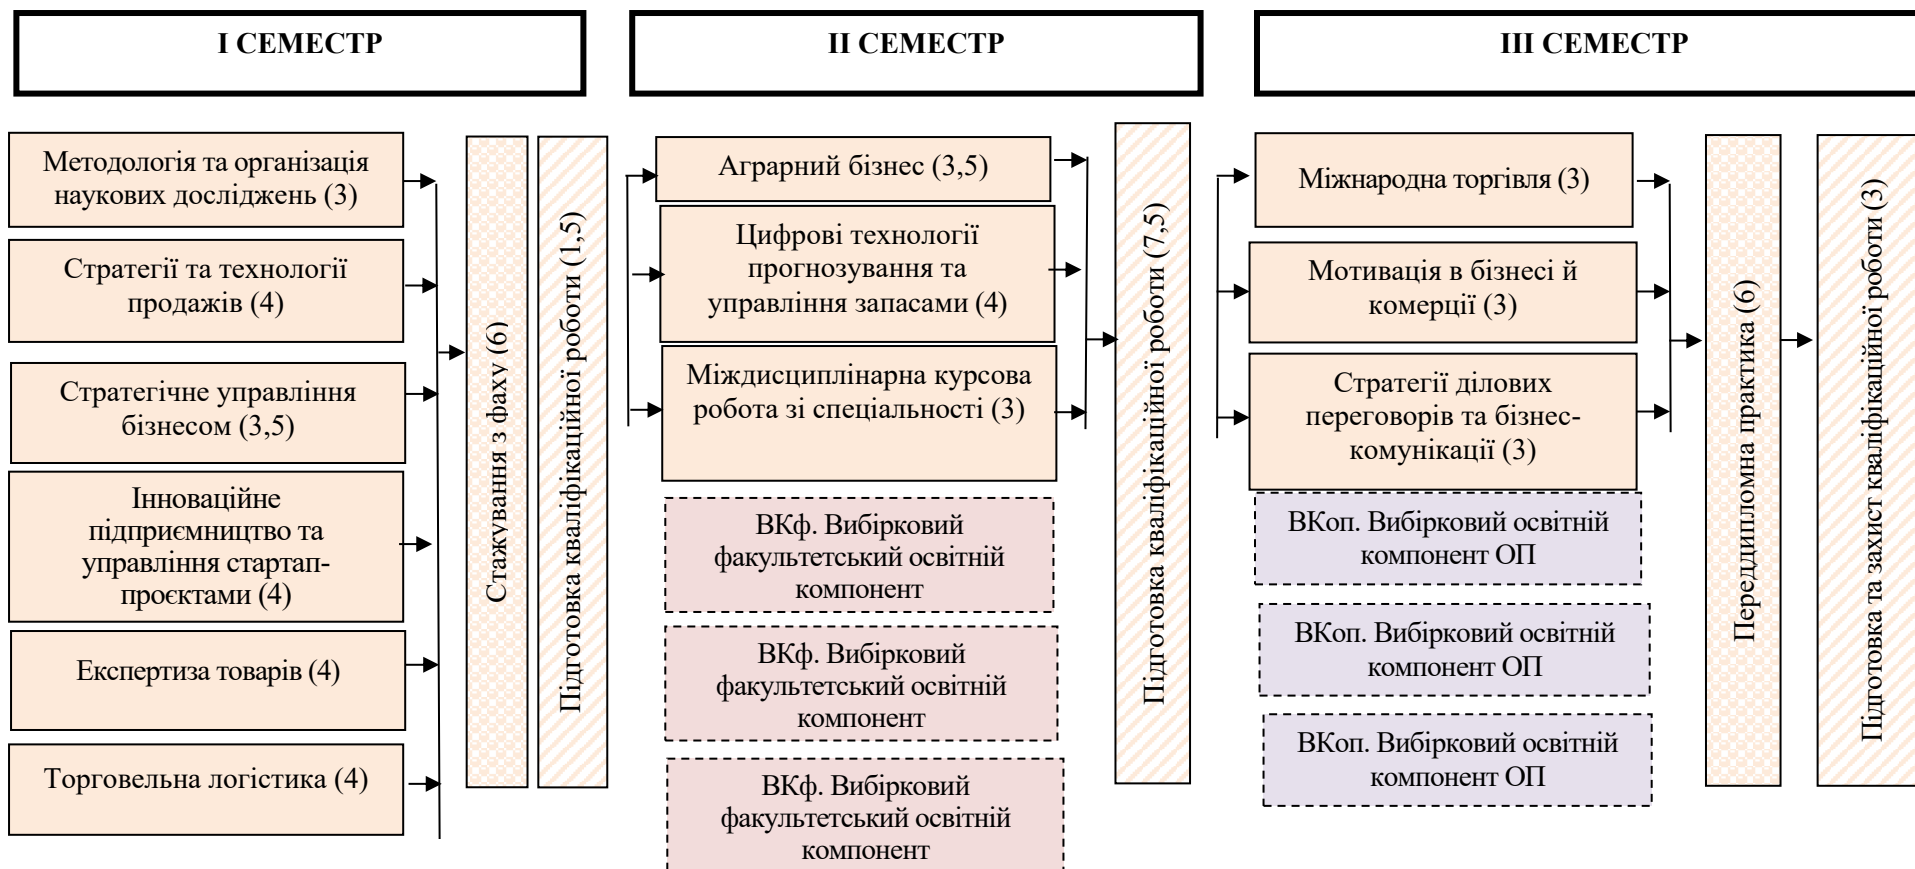 І СЕМЕСТР
ІІ СЕМЕСТР
ІІІ СЕМЕСТР
Методологія та організація
наукових досліджень (3)
Стратегії та технології
продажів (4)
Стратегічне управління
бізнесом (3,5)
Інноваційне
підприємництво та
управління стартап-
проєктами (4)
Експертиза товарів (4)
Торговельна логістика (4)
Стажування з фаху (6)
Підготовка кваліфікаційної роботи (1,5)
Аграрний бізнес (3,5)
Цифрові технології
прогнозування та
управління запасами (4)
Міждисциплінарна курсова
робота зі спеціальності (3)
ВКф. Вибірковий
факультетський освітній
компонент
ВКф. Вибірковий
факультетський освітній
компонент
ВКф. Вибірковий
факультетський освітній
компонент
Підготовка кваліфікаційної роботи (7,5)
Міжнародна торгівля (3)
Мотивація в бізнесі й
комерції (3)
Стратегії ділових
переговорів та бізнес-
комунікації (3)
ВКоп. Вибірковий освітній
компонент ОП
ВКоп. Вибірковий освітній
компонент ОП
ВКоп. Вибірковий освітній
компонент ОП
Переддипломна практика (6)
Підготовка та захист кваліфікаційної роботи (3)